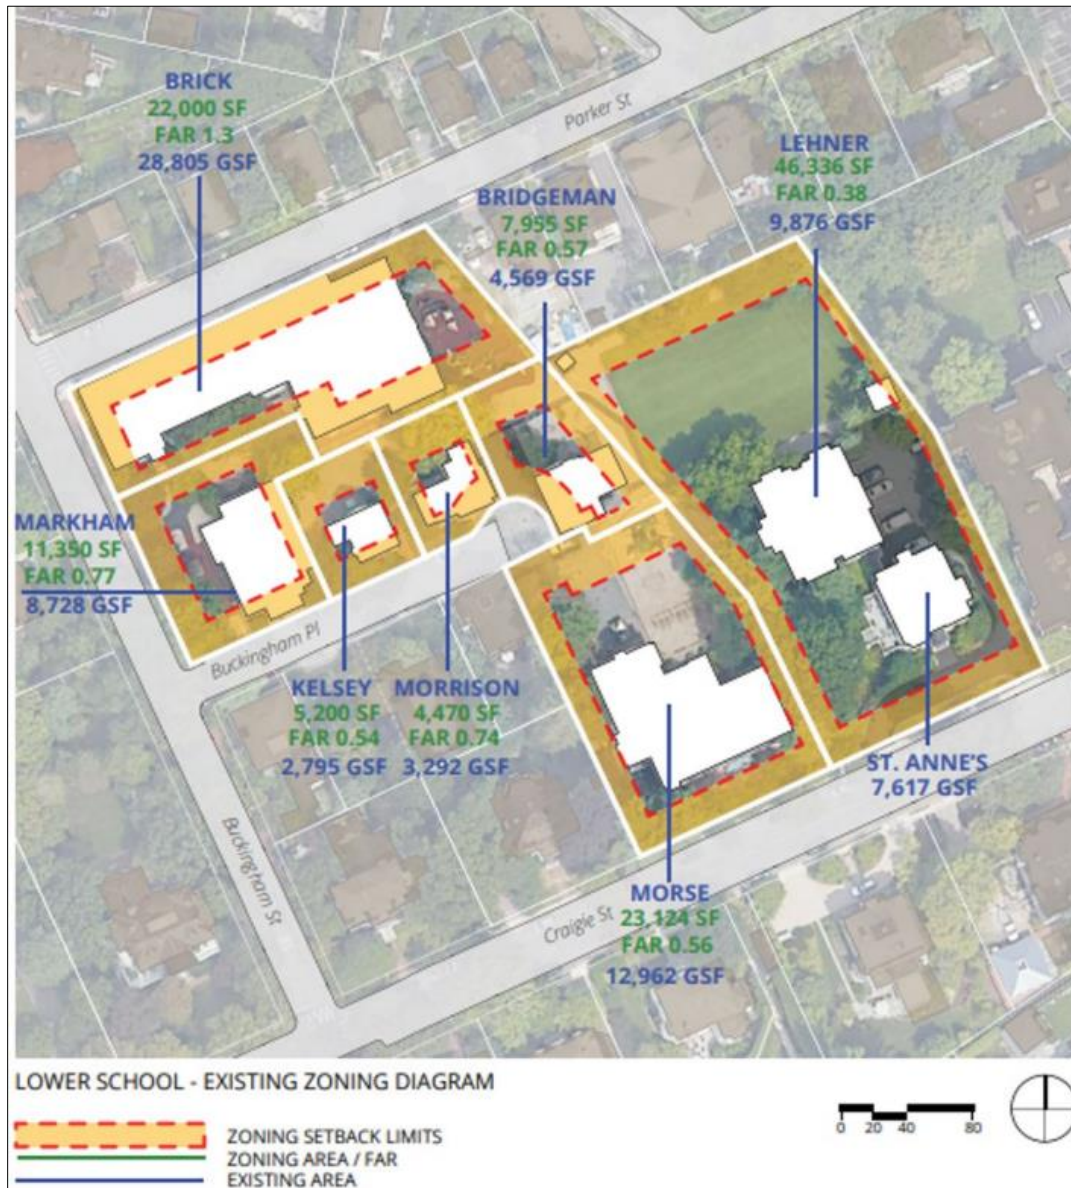 BRICK
22,000 SF
FAR 1.3
28,805 GSF
Parker St
LEHNER
46,336 SF
FAR 0.38
9,876 GSF
BRIDGEMAN
7,955 SF
FAR 0.57
4,569 GSF
MARKHAM
11,350 SF
FAR 0.77
8,728 GSF
Buckingham Pl
KELSEY
5,200 SF
FAR 0.54
2,795 GSF
MORRISON
4,470 SF
FAR 0.74
3,292 GSF
ST. ANNE'S
7,617 GSF
Buckingham St
MORSE
23,124 SF
FAR 0.56
12,962 GSF
Craigie St
LOWER SCHOOL - EXISTING ZONING DIAGRAM
ZONING SETBACK LIMITS
ZONING AREA / FAR
EXISTING AREA
0 20 40 80